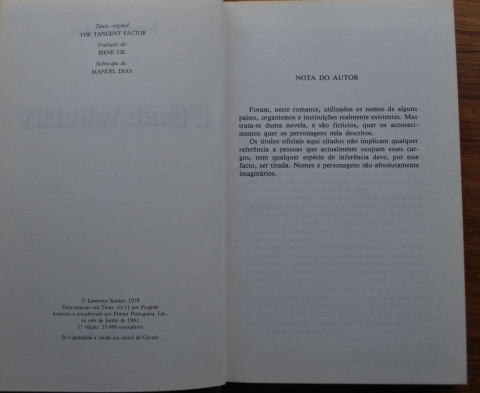 Título original:
THE TANGENT FACTOR
Tradução de:
IRENE GIL
Sobrecapa de:
MANUEL DIAS
© Lawrence Sanders 1978
Fotocomposto em Times 10/11 por Prograde
Impresso e encadernado por Printer Portuguesa, Lda.,
no mês de Junho de 1982
1.ª edição: 25 000 exemplares
Só é permitida a venda aos sócios do Círculo
NOTA DO AUTOR
Foram, neste romance, utilizados os nomes de alguns
países, organismos e instituições realmente existentes. Mas
trata-se duma novela, e são fictícios, quer os aconteci-
mentos quer os personagens nela descritos.
Os títulos oficiais aqui citados não implicam qualquer
referência a pessoas que actualmente ocupam esses car-
gos, nem qualquer espécie de inferência deve, por esse
facto, ser tirada. Nomes e personagens são absolutamente
imaginários.